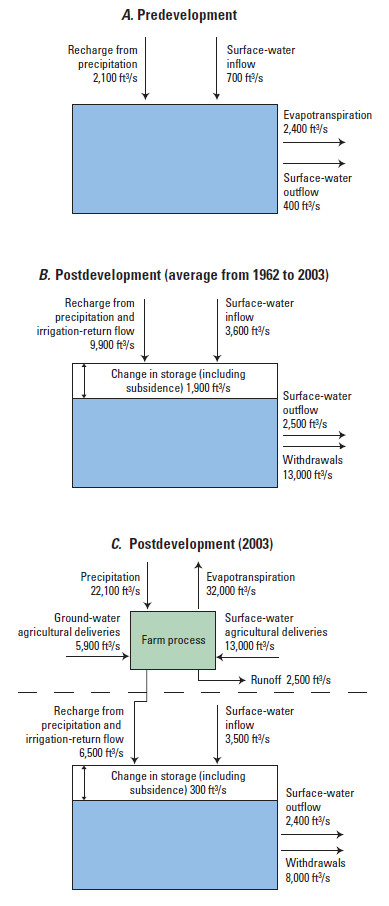 A. Predevelopment
Recharge from
precipitation
2,100 ft³/s
Surface-water
inflow
700 ft³/s
Evapotranspiration
2,400 ft³/s
Surface-water
outflow
400 ft³/s
B. Postdevelopment (average from 1962 to 2003)
Recharge from
precipitation and
irrigation-return flow
9,900 ft³/s
Surface-water
inflow
3,600 ft³/s
Change in storage (including
subsidence) 1,900 ft³/s
Surface-water
outflow
2,500 ft³/s
Withdrawals
13,000 ft³/s
C. Postdevelopment (2003)
Precipitation
22,100 ft³/s
Evapotranspiration
32,000 ft³/s
Ground-water
agricultural deliveries
5,900 ft³/s
Farm process
Surface-water
agricultural deliveries
13,000 ft³/s
Runoff 2,500 ft³/s
Recharge from
precipitation and
irrigation-return flow
6,500 ft³/s
Surface-water
inflow
3,500 ft³/s
Change in storage (including
subsidence) 300 ft³/s
Surface-water
outflow
2,400 ft³/s
Withdrawals
8,000 ft³/s